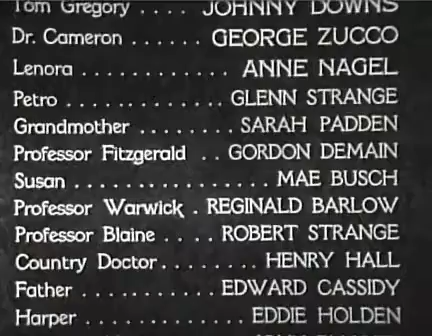 Tom Gregory .... JOHNNY DOWNS
Dr. Cameron ...... GEORGE ZUCCO
Lenora ............. ANNE NAGEL
Petro ............. GLENN STRANGE
Grandmother ........ SARAH PADDEN
Professor Fitzgerald .. GORDON DEMAIN
Susan ................. MAE BUSCH
Professor Warwick . REGINALD BARLOW
Professor Blaine .... ROBERT STRANGE
Country Doctor ........ HENRY HALL
Father ........... EDWARD CASSIDY
Harper ............ EDDIE HOLDEN